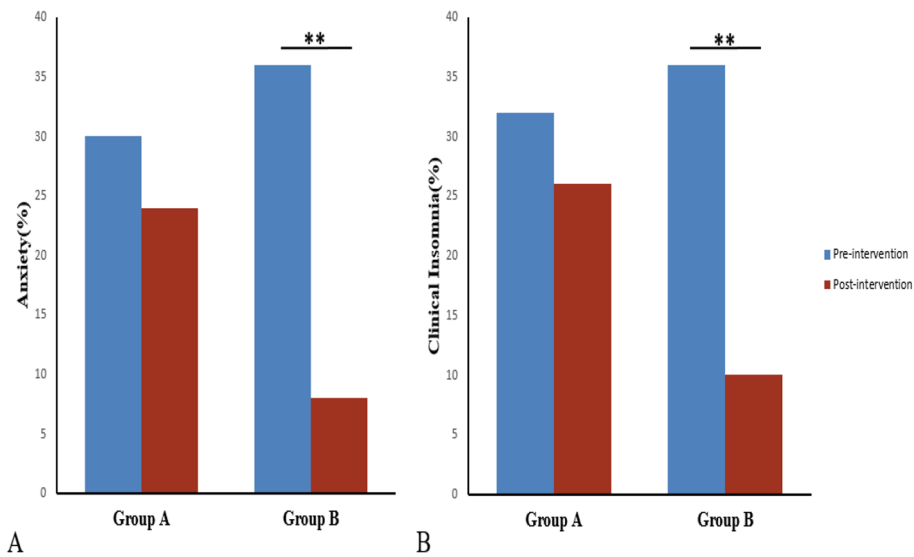 40
35
30
25
20
15
10
5
0
Anxiety(%)
**
Group A
Group B
A
40
35
30
25
20
15
10
5
0
Clinical Insomnia(%)
**
Group A
Group B
B
Pre-intervention
Post-intervention